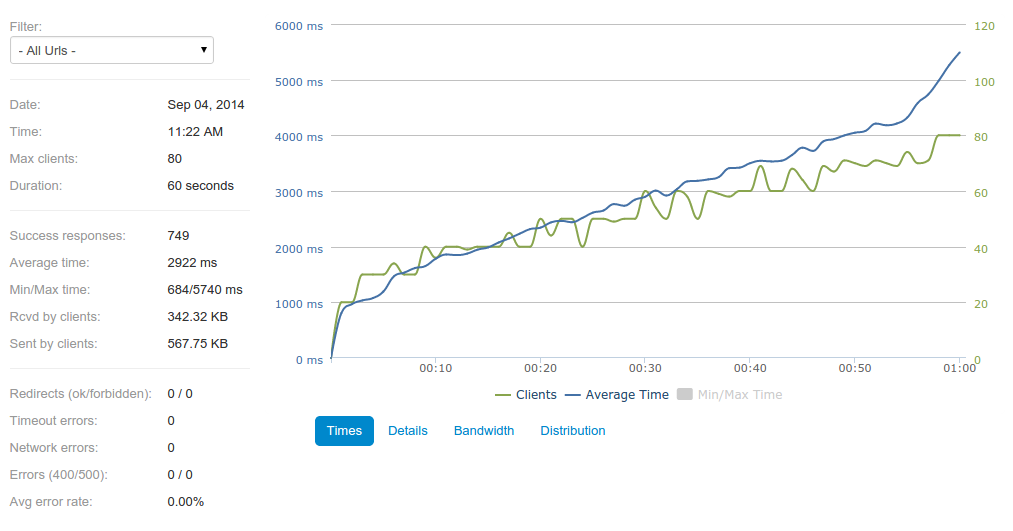 Filter:
- All Urls -
Date: Sep 04, 2014
Time: 11:22 AM
Max clients: 80
Duration: 60 seconds
Success responses: 749
Average time: 2922 ms
Min/Max time: 684/5740 ms
Rcvd by clients: 342.32 KB
Sent by clients: 567.75 KB
Redirects (ok/forbidden): 0 / 0
Timeout errors: 0
Network errors: 0
Errors (400/500): 0 / 0
Avg error rate: 0.00%
6000 ms 120
5000 ms 100
4000 ms 80
3000 ms 60
2000 ms 40
1000 ms 20
0 ms 0
00:10 00:20 00:30 00:40 00:50 01:00
Clients Average Time Min/Max Time
Times Details Bandwidth Distribution